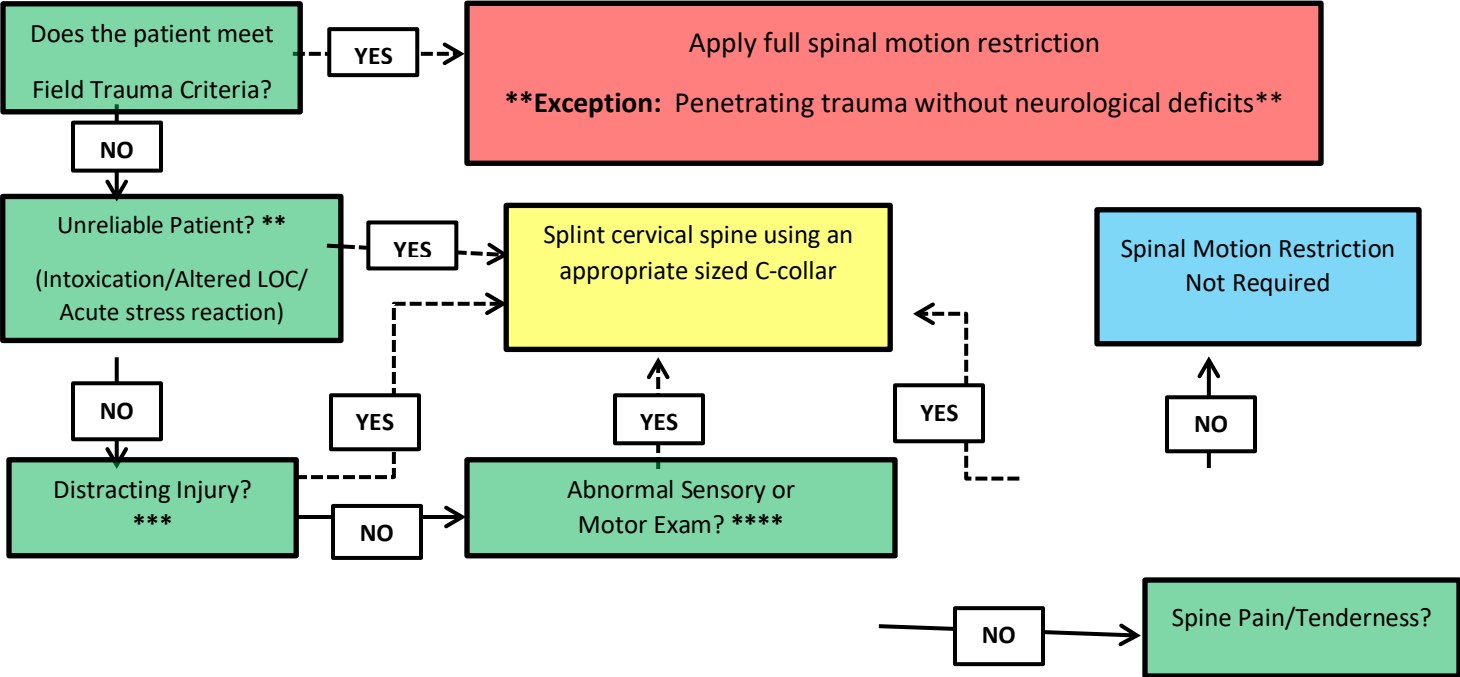 Does the patient meet
Field Trauma Criteria?
YES
Apply full spinal motion restriction
**Exception: Penetrating trauma without neurological deficits**
NO
Unreliable Patient? **
(Intoxication/Altered LOC/
Acute stress reaction)
YES
Splint cervical spine using an
appropriate sized C-collar
Spinal Motion Restriction
Not Required
NO
YES
YES
YES
NO
Distracting Injury?
***
NO
Abnormal Sensory or
Motor Exam? ****
NO
Spine Pain/Tenderness?